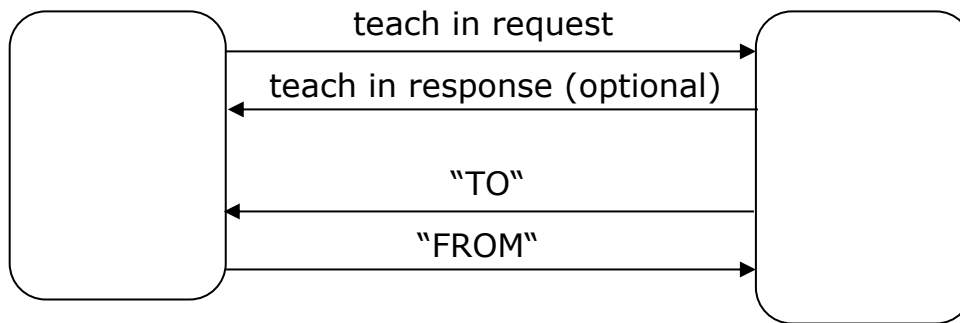 teach in request
teach in response (optional)
‟TO‟
‟FROM‟